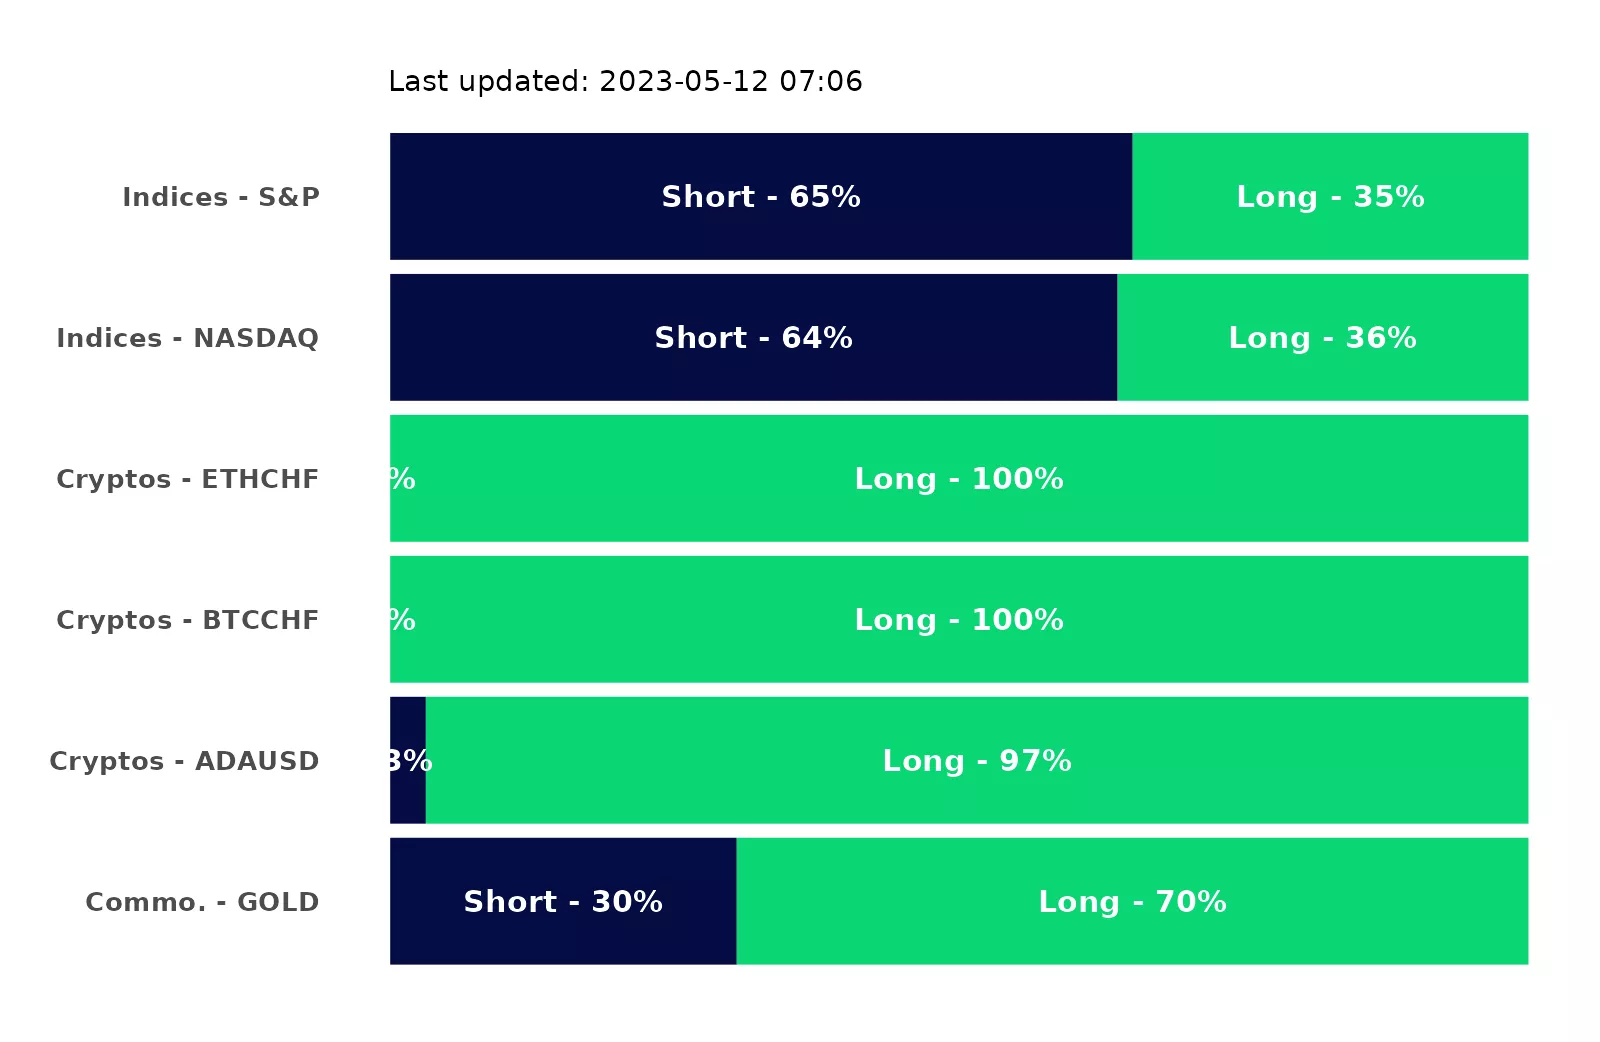 Last updated: 2023-05-12 07:06
Indices - S&P Short - 65% Long - 35%
Indices - NASDAQ Short - 64% Long - 36%
Cryptos - ETHCHF % Long - 100%
Cryptos - BTCCHF % Long - 100%
Cryptos - ADAUSD 3% Long - 97%
Commo. - GOLD Short - 30% Long - 70%